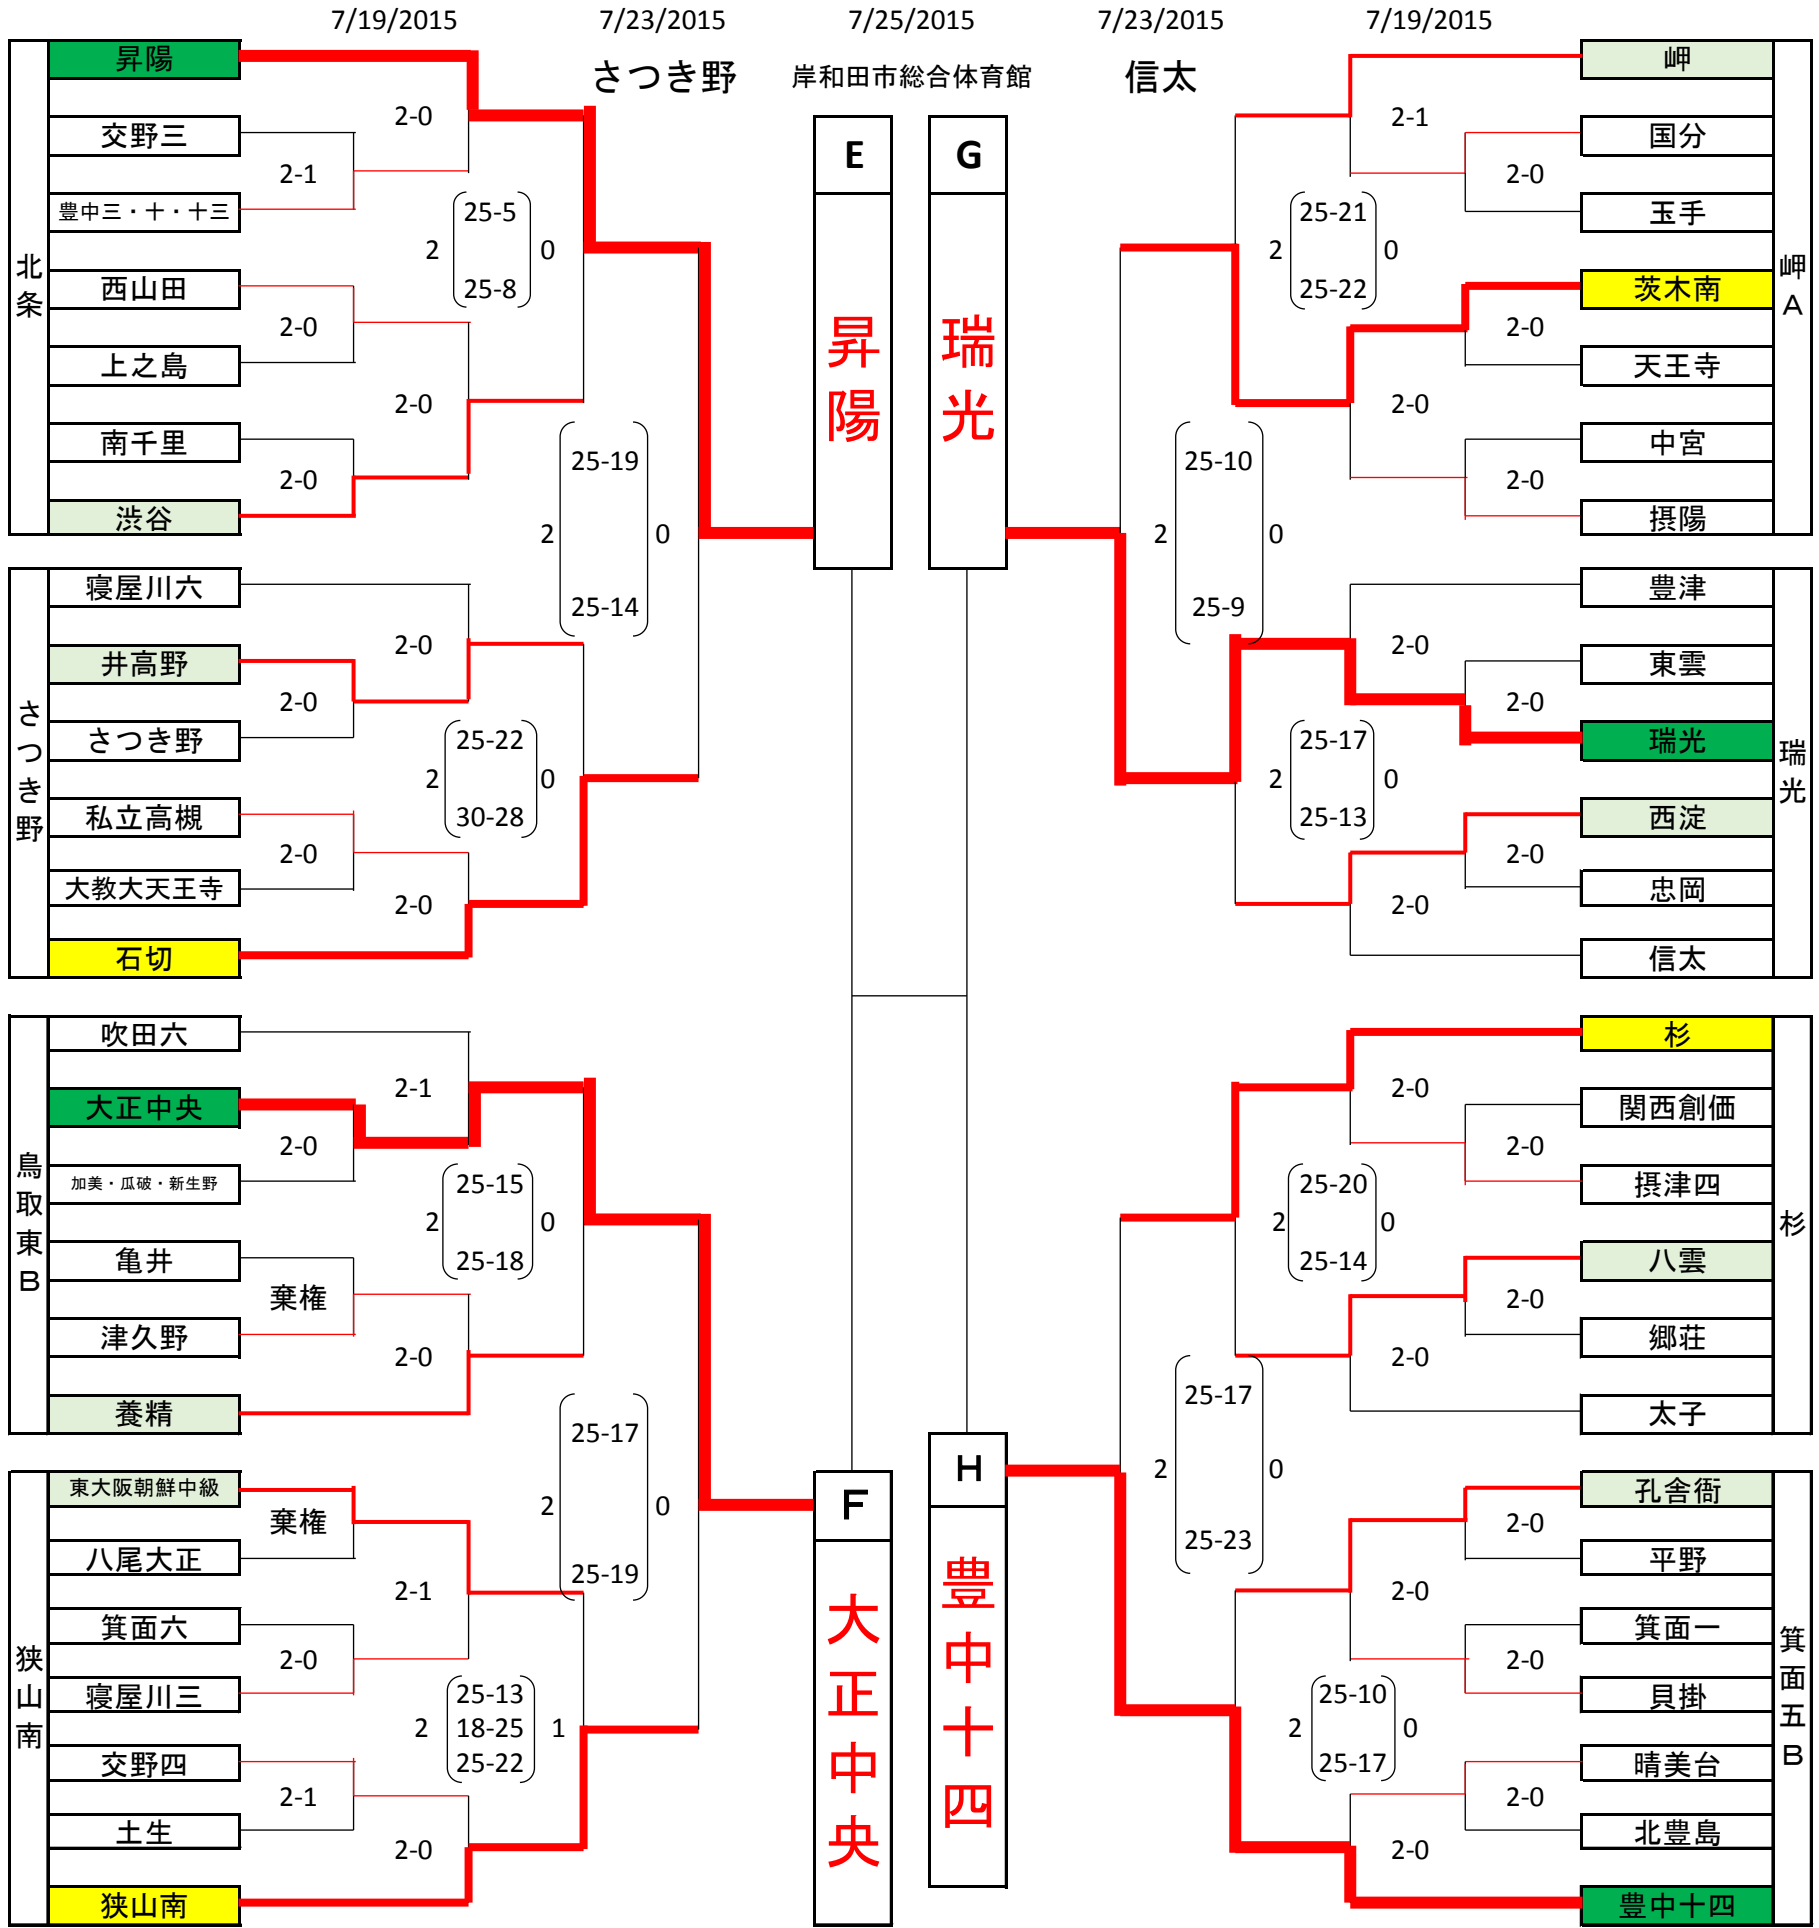 7/19/2015 7/23/2015 7/25/2015 7/23/2015 7/19/2015
さつき野 岸和田市総合体育館 信太
北条
昇陽
交野三
豊中三・十・十三
西山田
上之島
南千里
渋谷
2-0
2-1
2-0
2-0
2-0
2 25-5 0
25-8
さつき野
寝屋川六
井高野
さつき野
私立高槻
大教大天王寺
石切
2-0
2-0
2-0
2-0
2 25-22 0
30-28
25-19
2 0
25-14
鳥取東B
吹田六
大正中央
加美・瓜破・新生野
亀井
津久野
養精
2-1
2-0
棄権
2-0
25-15
2 0
25-18
狭山南
東大阪朝鮮中級
八尾大正
箕面六
寝屋川三
交野四
土生
狭山南
棄権
2-1
2-0
2-1
2-0
25-13
2 18-25 1
25-22
25-17
2 0
25-19
E
昇陽
G
瑞光
F
大正中央
H
豊中十四
岬A
岬
国分
玉手
茨木南
天王寺
中宮
摂陽
2-1
2-0
2-0
2-0
2-0
25-21
2 0
25-22
瑞光
豊津
東雲
瑞光
西淀
忠岡
信太
2-0
2-0
2-0
2-0
25-17
2 0
25-13
25-10
2 0
25-9
杉
杉
関西創価
摂津四
八雲
郷荘
太子
2-0
2-0
2-0
2-0
25-20
2 0
25-14
箕面五B
孔舎衙
平野
箕面一
貝掛
晴美台
北豊島
豊中十四
2-0
2-0
2-0
2-0
2-0
25-10
2 0
25-17
25-17
2 0
25-23